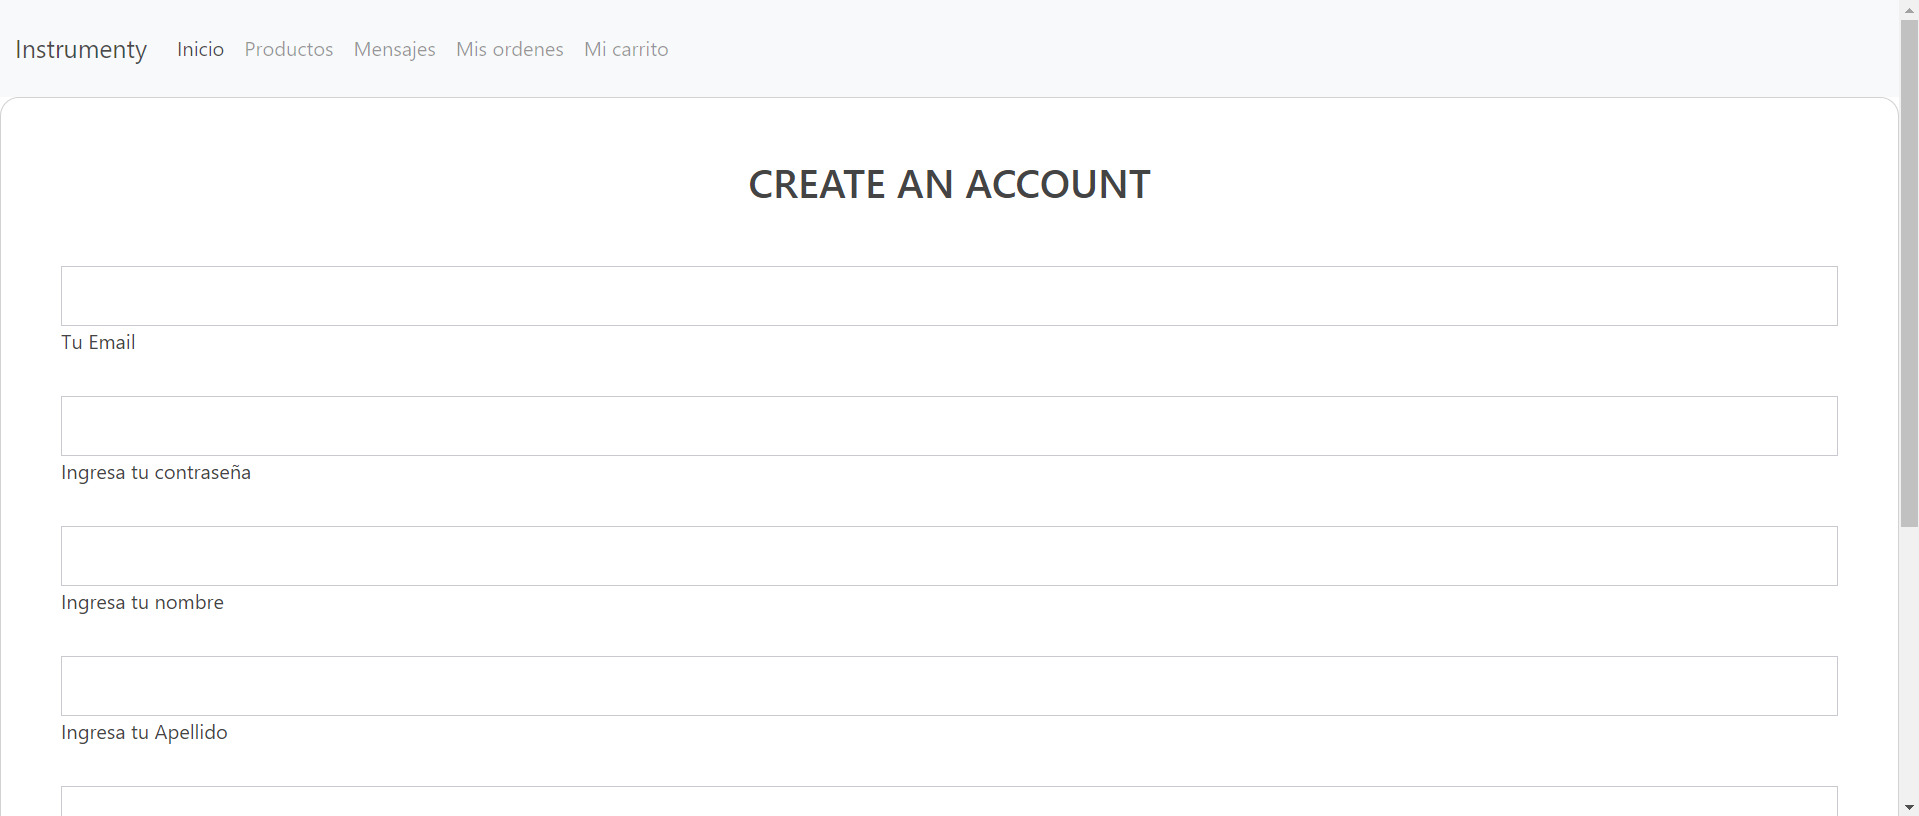 Instrumenty Inicio Productos Mensajes Mis ordenes Mi carrito
CREATE AN ACCOUNT
Tu Email
Ingresa tu contraseña
Ingresa tu nombre
Ingresa tu Apellido